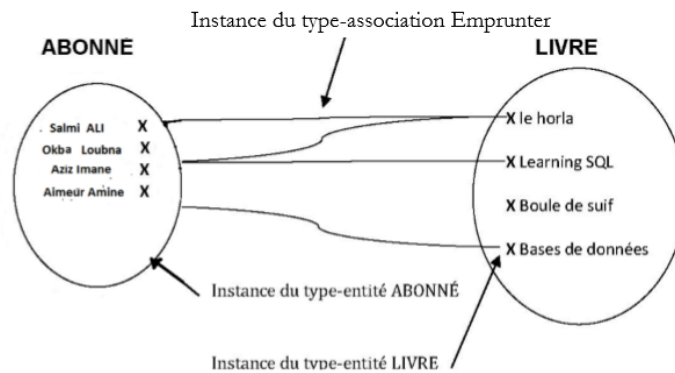 Instance du type-association Emprunter
ABONNÉ
LIVRE
Salmi ALI X
Okba Loubna X
Aziz Imane X
Aimeur Amine X
X le horla
X Learning SQL
X Boule de suif
X Bases de données
Instance du type-entité ABONNÉ
Instance du type-entité LIVRE